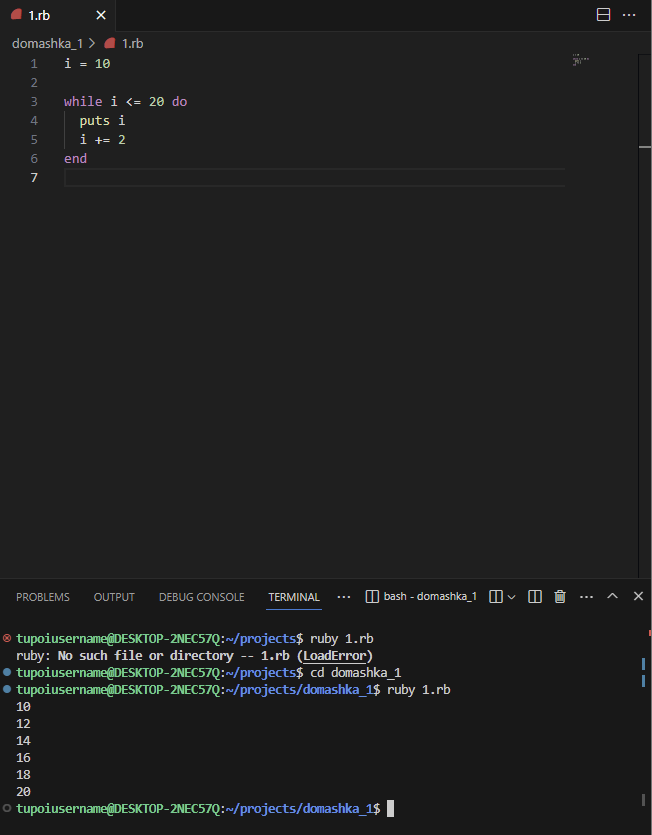 1.rb
domashka_1 > 1.rb
1 i = 10
2
3 while i <= 20 do
4   puts i
5   i += 2
6 end
7
PROBLEMS OUTPUT DEBUG CONSOLE TERMINAL ··· bash - domashka_1
tupoiusername@DESKTOP-2NEC57Q:~/projects$ ruby 1.rb
ruby: No such file or directory -- 1.rb (LoadError)
tupoiusername@DESKTOP-2NEC57Q:~/projects$ cd domashka_1
tupoiusername@DESKTOP-2NEC57Q:~/projects/domashka_1$ ruby 1.rb
10
12
14
16
18
20
tupoiusername@DESKTOP-2NEC57Q:~/projects/domashka_1$